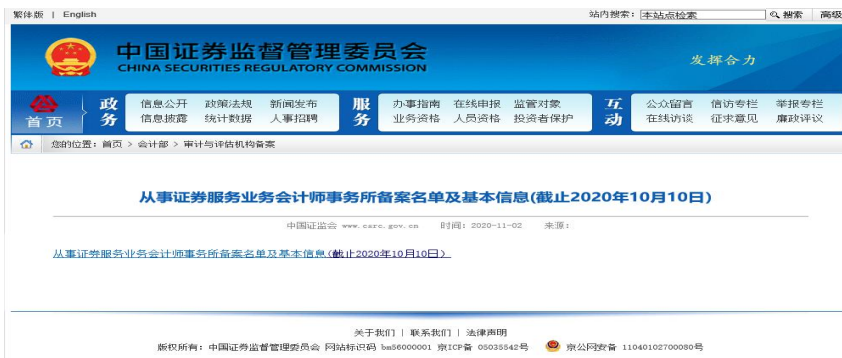 繁体版 | English 站内搜索: 本站点检索 搜索 高级
中国证券监督管理委员会
CHINA SECURITIES REGULATORY COMMISSION
发挥合力
首页
政务
信息公开 政策法规 新闻发布
信息披露 统计数据 人事招聘
服务
办事指南 在线申报 监管对象
业务资格 人员资格 投资者保护
互动
公众留言 信访专栏 举报专栏
在线访谈 征求意见 廉政评议
您的位置: 首页 > 会计部 > 审计与评估机构备案
从事证券服务业务会计师事务所备案名单及基本信息(截止2020年10月10日)
中国证监会 www.csrc.gov.cn 时间: 2020-11-02 来源:
从事证券服务业务会计师事务所备案名单及基本信息(截止2020年10月10日)
关于我们 | 联系我们 | 法律声明
版权所有: 中国证券监督管理委员会 网站标识码 bm56000001 京ICP备 05035542号 京公网安备 11040102700080号